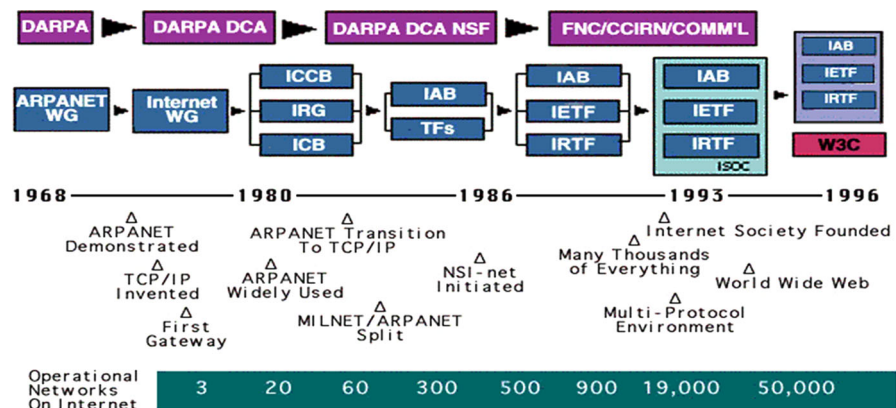 DARPA
DARPA DCA
DARPA DCA NSF
FNC/CCIRN/COMM'L
ARPANET
WG
Internet
WG
ICCB
IRG
ICB
IAB
TFs
IAB
IETF
IRTF
IAB
IETF
IRTF
ISOC
IAB
IETF
IRTF
W3C
1968
1980
1986
1993
1996
ARPANET
Demonstrated
TCP/IP
Invented
First
Gateway
ARPANET
Widely Used
ARPANET Transition
To TCP/IP
MILNET/ARPANET
Split
NSI-net
Initiated
Many Thousands
of Everything
Internet Society Founded
Multi-Protocol
Environment
World Wide Web
Operational
Networks
On Internet
3 20 60 300 500 900 19,000 50,000